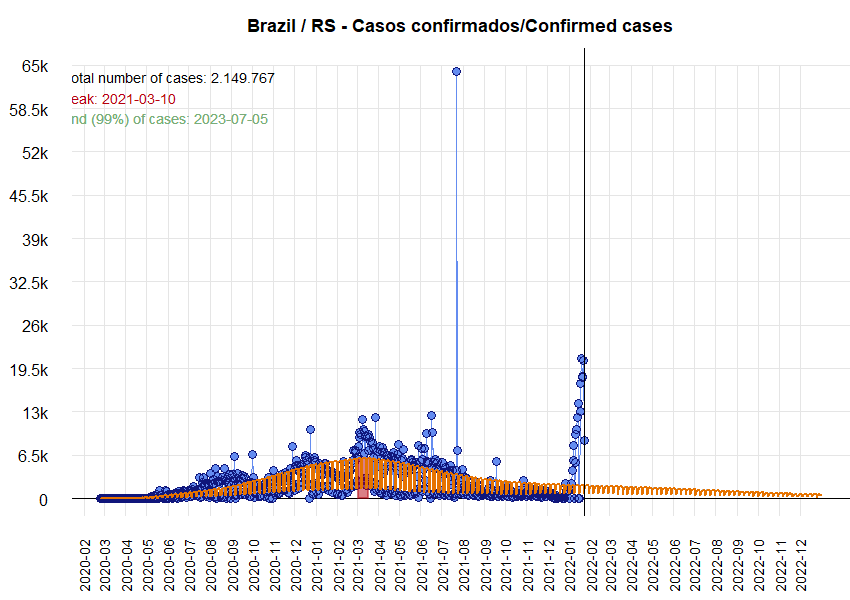 Brazil / RS - Casos confirmados/Confirmed cases
65k
otal number of cases: 2.149.767
eak: 2021-03-10
58.5k
nd (99%) of cases: 2023-07-05
52k
45.5k
39k
32.5k
26k
19.5k
13k
6.5k
0
2020-02
2020-03
2020-04
2020-05
2020-06
2020-07
2020-08
2020-09
2020-10
2020-11
2020-12
2021-01
2021-02
2021-03
2021-04
2021-05
2021-06
2021-07
2021-08
2021-09
2021-10
2021-11
2021-12
2022-01
2022-02
2022-03
2022-04
2022-05
2022-06
2022-07
2022-08
2022-09
2022-10
2022-11
2022-12